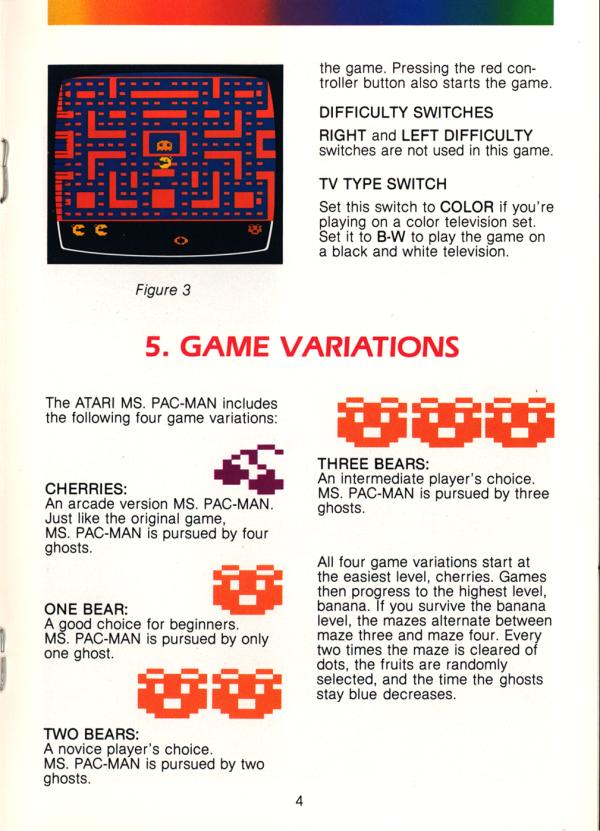 the game. Pressing the red con-
troller button also starts the game.
DIFFICULTY SWITCHES
RIGHT and LEFT DIFFICULTY
switches are not used in this game.
TV TYPE SWITCH
Set this switch to COLOR if you're
playing on a color television set.
Set it to B-W to play the game on
a black and white television.
Figure 3
5. GAME VARIATIONS
The ATARI MS. PAC-MAN includes
the following four game variations:
CHERRIES:
An arcade version MS. PAC-MAN.
Just like the original game,
MS. PAC-MAN is pursued by four
ghosts.
ONE BEAR:
A good choice for beginners.
MS. PAC-MAN is pursued by only
one ghost.
TWO BEARS:
A novice player's choice.
MS. PAC-MAN is pursued by two
ghosts.
THREE BEARS:
An intermediate player's choice.
MS. PAC-MAN is pursued by three
ghosts.
All four game variations start at
the easiest level, cherries. Games
then progress to the highest level,
banana. If you survive the banana
level, the mazes alternate between
maze three and maze four. Every
two times the maze is cleared of
dots, the fruits are randomly
selected, and the time the ghosts
stay blue decreases.
4